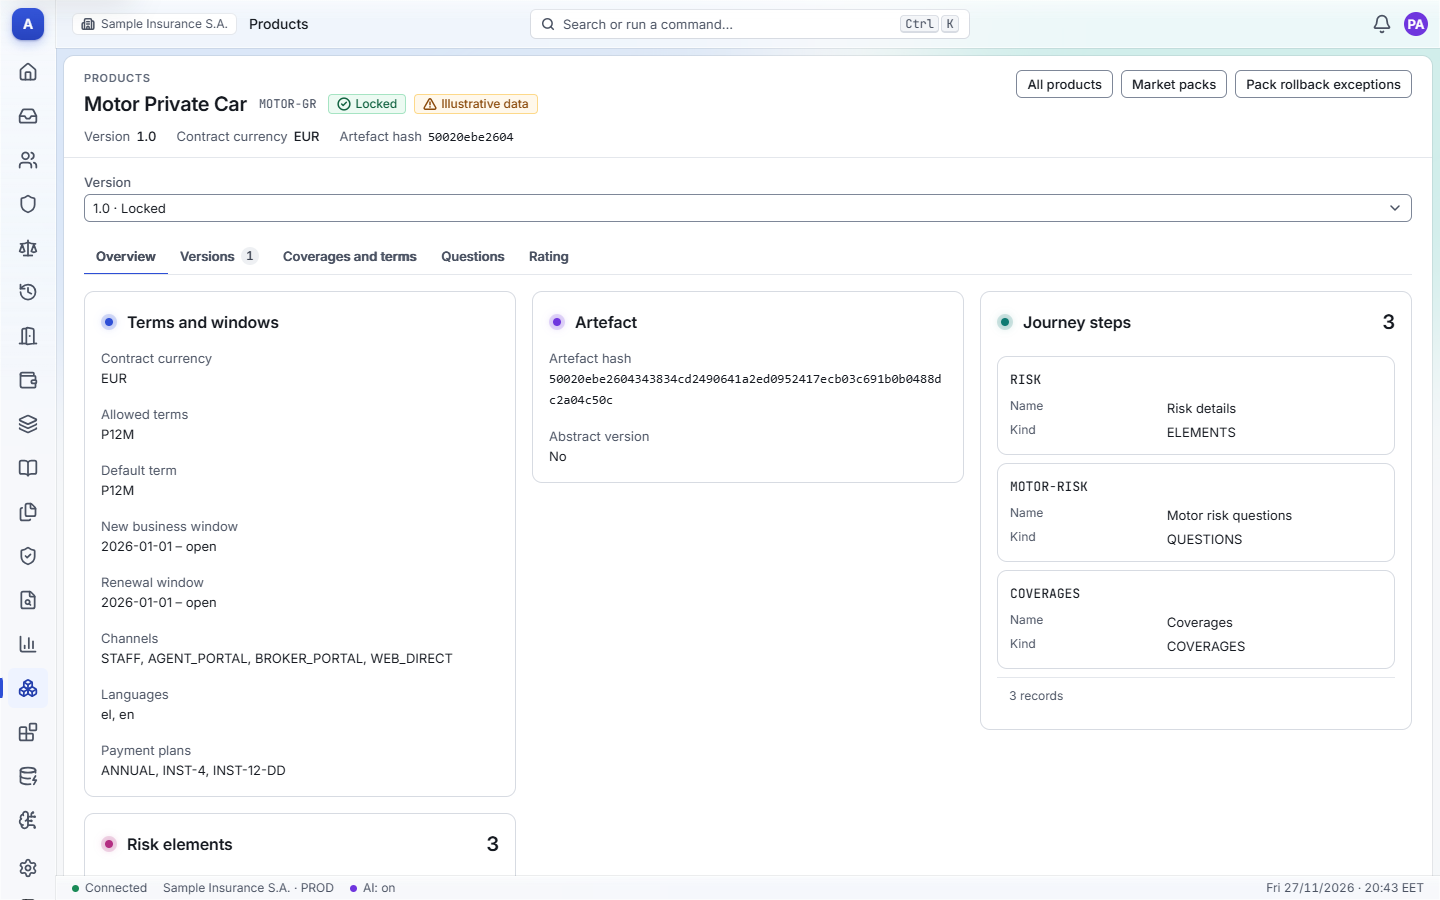 A
Sample Insurance S.A.
Products
Search or run a command...
Ctrl K
PA
PRODUCTS
Motor Private Car MOTOR-GR Locked Illustrative data
All products
Market packs
Pack rollback exceptions
Version 1.0 Contract currency EUR Artefact hash 50020ebe2604
Version
1.0 · Locked
Overview
Versions 1
Coverages and terms
Questions
Rating
Terms and windows
Contract currency
EUR
Allowed terms
P12M
Default term
P12M
New business window
2026-01-01 – open
Renewal window
2026-01-01 – open
Channels
STAFF, AGENT_PORTAL, BROKER_PORTAL, WEB_DIRECT
Languages
el, en
Payment plans
ANNUAL, INST-4, INST-12-DD
Artefact
Artefact hash
50020ebe2604343834cd2490641a2ed0952417ecb03c691b0b0488d
c2a04c50c
Abstract version
No
Journey steps 3
RISK
Name Risk details
Kind ELEMENTS
MOTOR-RISK
Name Motor risk questions
Kind QUESTIONS
COVERAGES
Name Coverages
Kind COVERAGES
3 records
Risk elements 3
Connected
Sample Insurance S.A. · PROD
AI: on
Fri 27/11/2026 · 20:43 EET